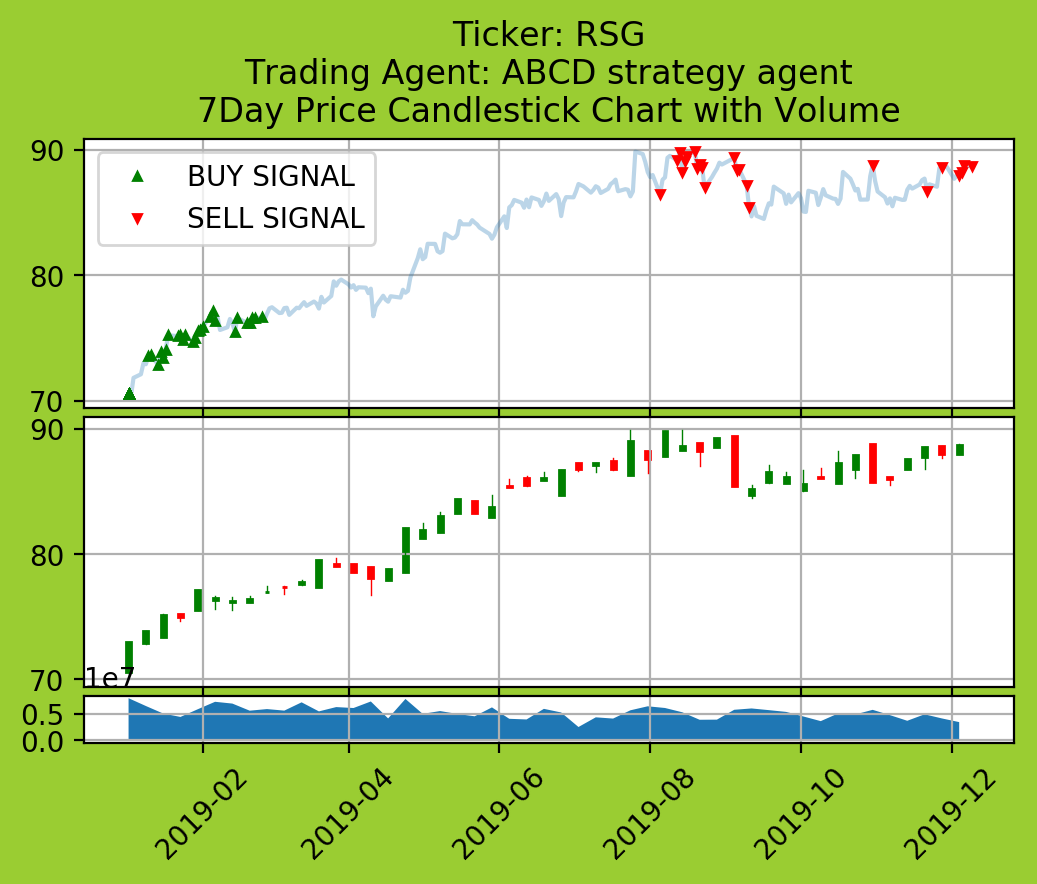 Ticker: RSG
Trading Agent: ABCD strategy agent
7Day Price Candlestick Chart with Volume
90
BUY SIGNAL
SELL SIGNAL
80
70
90
80
70
1e7
0.5
0.0
2019-02
2019-04
2019-06
2019-08
2019-10
2019-12